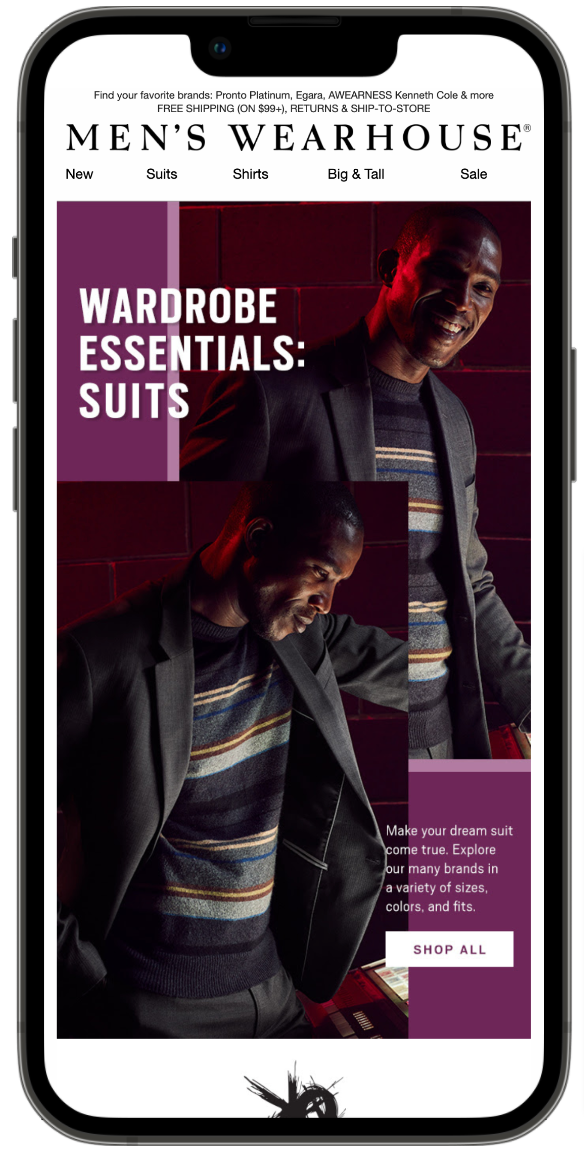 Find your favorite brands: Pronto Platinum, Egara, AWEARNESS Kenneth Cole & more
FREE SHIPPING (ON $99+), RETURNS & SHIP-TO-STORE
MEN'S WEARHOUSE®
New Suits Shirts Big & Tall Sale
WARDROBE
ESSENTIALS:
SUITS
Make your dream suit
come true. Explore
our many brands in
a variety of sizes,
colors, and fits.
SHOP ALL